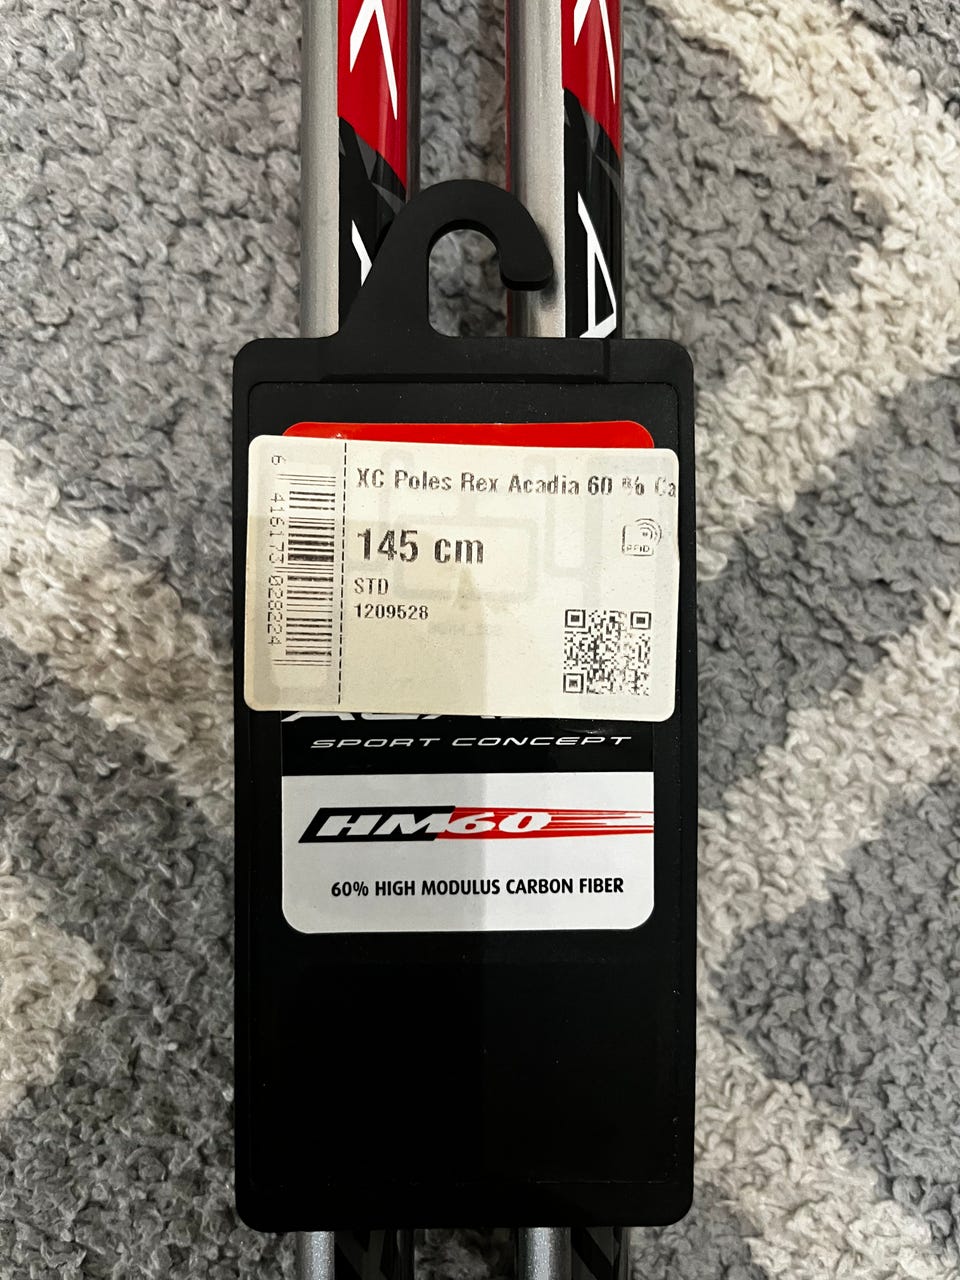 XC Poles Rex Acadia 60 % Ca
145 cm
RFID
STD
1209528
6 416173 028224
SPORT CONCEPT
HM60
60% HIGH MODULUS CARBON FIBER